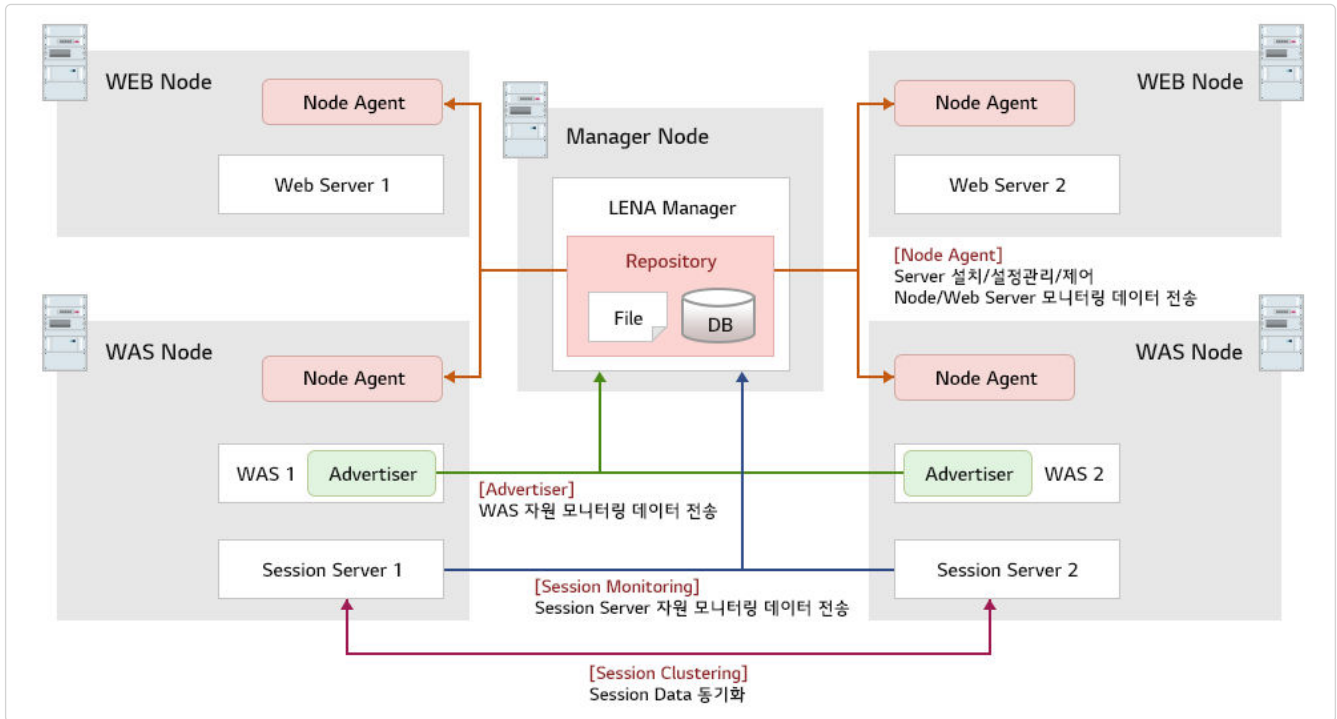 WEB Node
Node Agent
Web Server 1
Manager Node
LENA Manager
Repository
File
DB
WEB Node
Node Agent
Web Server 2
[Node Agent]
Server 설치/설정관리/제어
Node/Web Server 모니터링 데이터 전송
WAS Node
Node Agent
WAS 1
Advertiser
Session Server 1
WAS Node
Node Agent
Advertiser
WAS 2
Session Server 2
[Advertiser]
WAS 자원 모니터링 데이터 전송
[Session Monitoring]
Session Server 자원 모니터링 데이터 전송
[Session Clustering]
Session Data 동기화